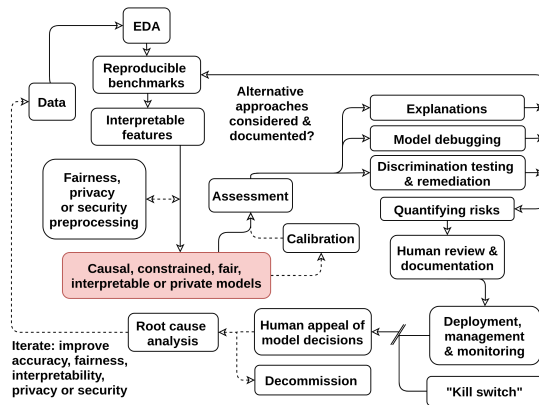 EDA
Reproducible
benchmarks
Data
Interpretable
features
Alternative
approaches
considered &
documented?
Explanations
Model debugging
Discrimination testing
& remediation
Fairness,
privacy
or security
preprocessing
Assessment
Quantifying risks
Calibration
Human review &
documentation
Causal, constrained, fair,
interpretable or private models
Root cause
analysis
Human appeal of
model decisions
Deployment,
management
& monitoring
Iterate: improve
accuracy, fairness,
interpretability,
privacy or security
Decommission
"Kill switch"